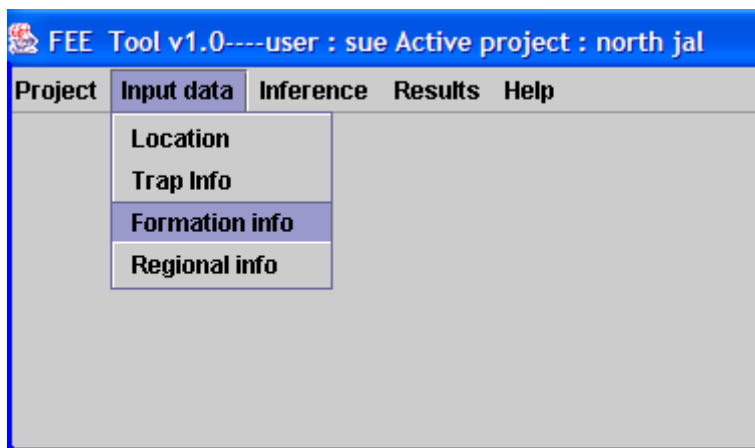 FEE Tool v1.0----user : sue Active project : north jal
Project Input data Inference Results Help
Location
Trap Info
Formation info
Regional info